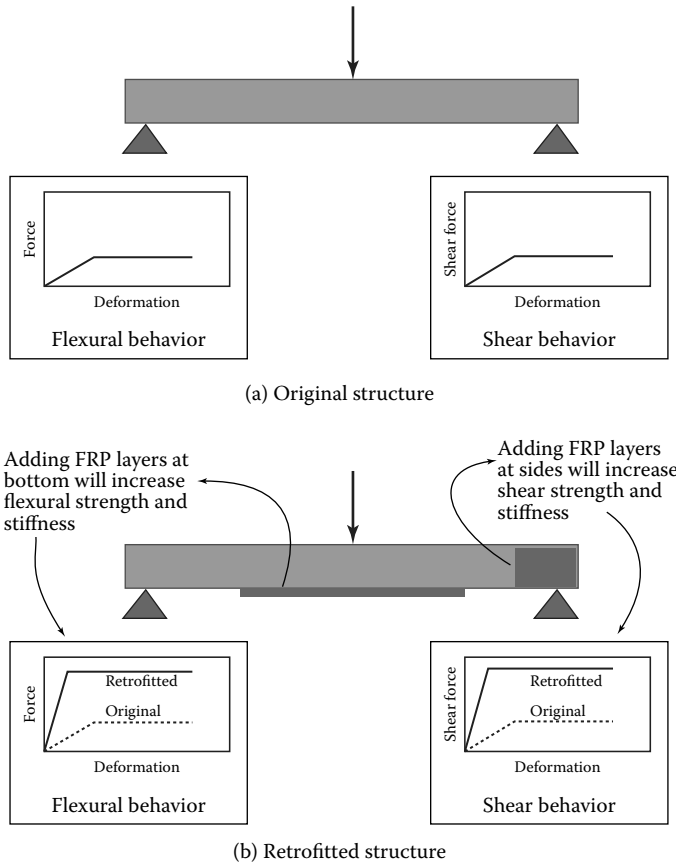 Force
Deformation
Flexural behavior
Shear force
Deformation
Shear behavior
(a) Original structure
Adding FRP layers at
bottom will increase
flexural strength and
stiffness
Adding FRP layers
at sides will increase
shear strength and
stiffness
Force
Retrofitted
Original
Deformation
Flexural behavior
Shear force
Retrofitted
Original
Deformation
Shear behavior
(b) Retrofitted structure